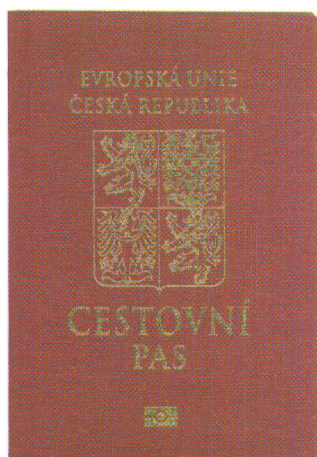 EVROPSKÁ UNIE
ČESKÁ REPUBLIKA
CESTOVNÍ
PAS